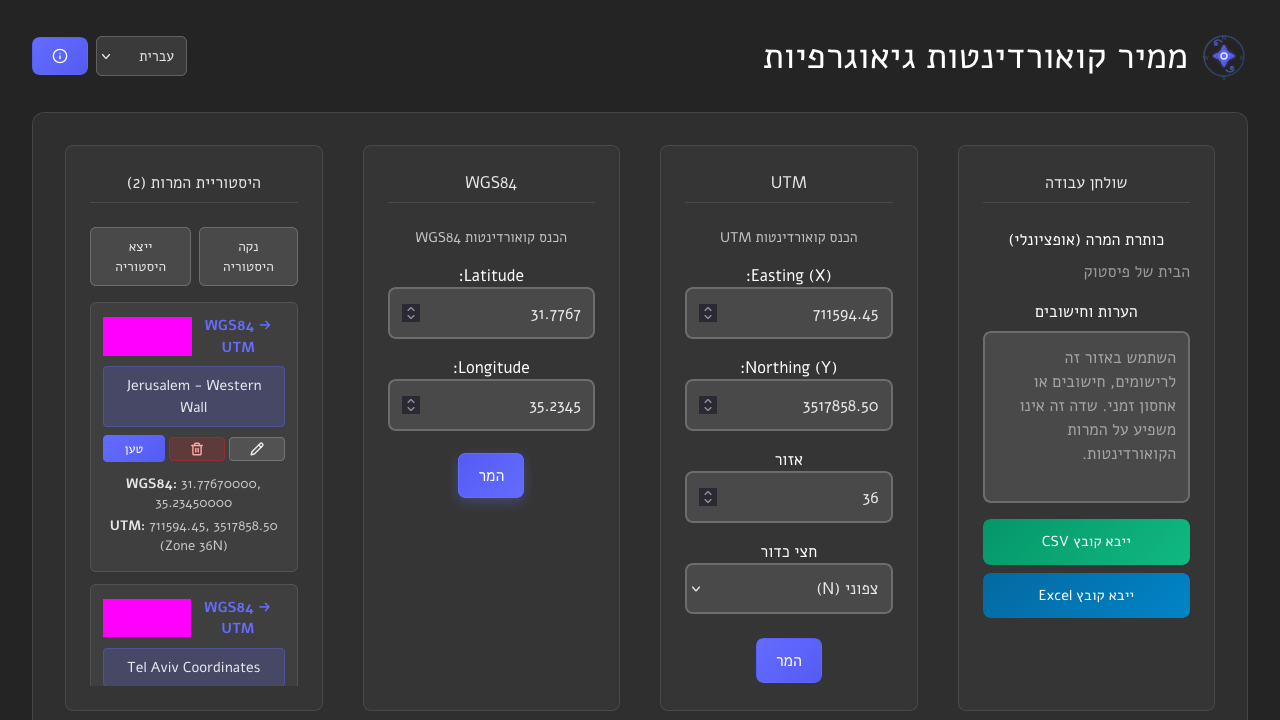 ממיר קואורדינטות גיאוגרפיות
עברית
שולחן עבודה
כותרת המרה (אופציונלי)
הבית של פיסטוק
הערות וחישובים
השתמש באזור זה
לרישומים, חישובים או
אחסון זמני. שדה זה אינו
משפיע על המרות
הקואורדינטות.
ייבא קובץ CSV
ייבא קובץ Excel
UTM
הכנס קואורדינטות UTM
Easting (X):
711594.45
Northing (Y):
3517858.50
אזור
36
חצי כדור
צפוני (N)
המר
WGS84
הכנס קואורדינטות WGS84
Latitude:
31.7767
Longitude:
35.2345
המר
היסטוריית המרות (2)
נקה
היסטוריה
ייצא
היסטוריה
WGS84 →
UTM
Jerusalem - Western
Wall
טען
WGS84: 31.77670000,
35.23450000
UTM: 711594.45, 3517858.50
(Zone 36N)
WGS84 →
UTM
Tel Aviv Coordinates